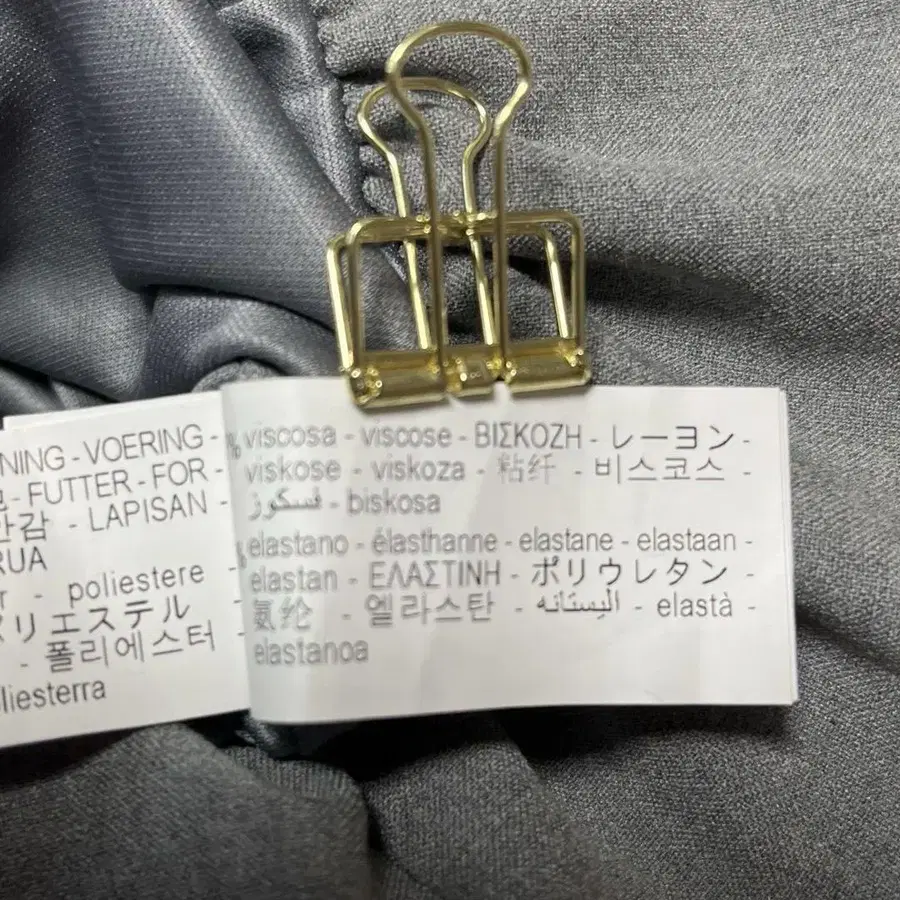 NING - VOERING -
- FUTTER - FOR -
안감 - LAPISAN -
RUA
r - poliestere -
リエステル
- 폴리에스터 -
liesterra
% viscosa - viscose - ΒΙΣΚΟΖΗ - レーヨン -
viskose - viskoza - 粘纤 - 비스코스 -
فسكوز - biskosa
% elastano - élasthanne - elastane - elastaan -
elastan - ΕΛΑΣΤΙΝΗ - ポリウレタン -
氨纶 - 엘라스탄 - اليستانه - elastà -
elastanoa